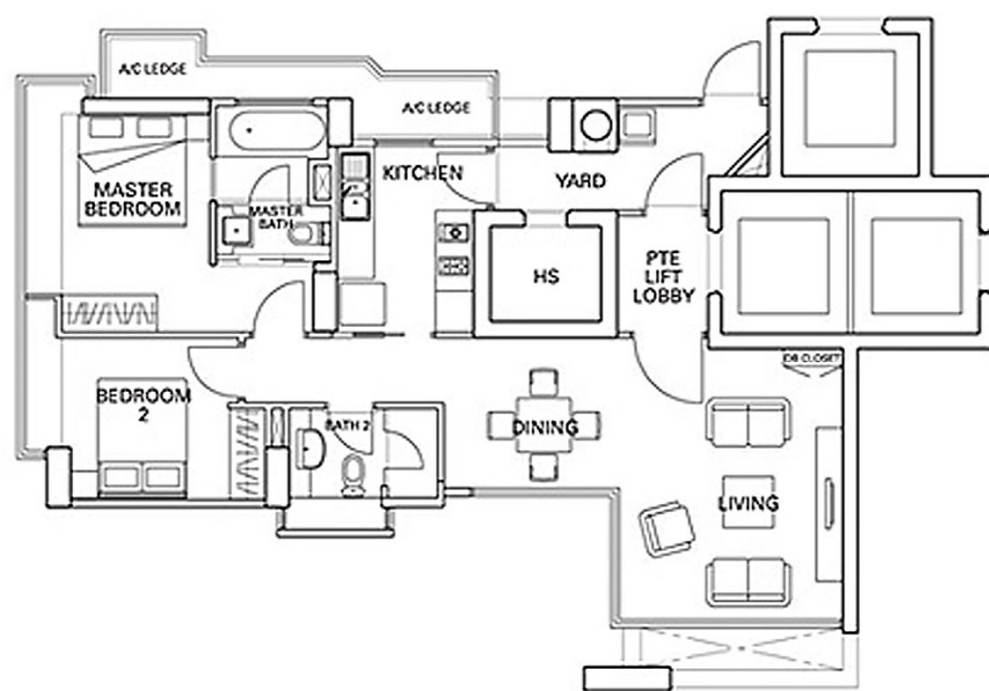 A/C LEDGE
A/C LEDGE
KITCHEN
YARD
MASTER
BEDROOM
MASTER
BATH
PTE
LIFT
LOBBY
HS
DB CLOSET
BEDROOM
2
BATH 2
DINING
LIVING